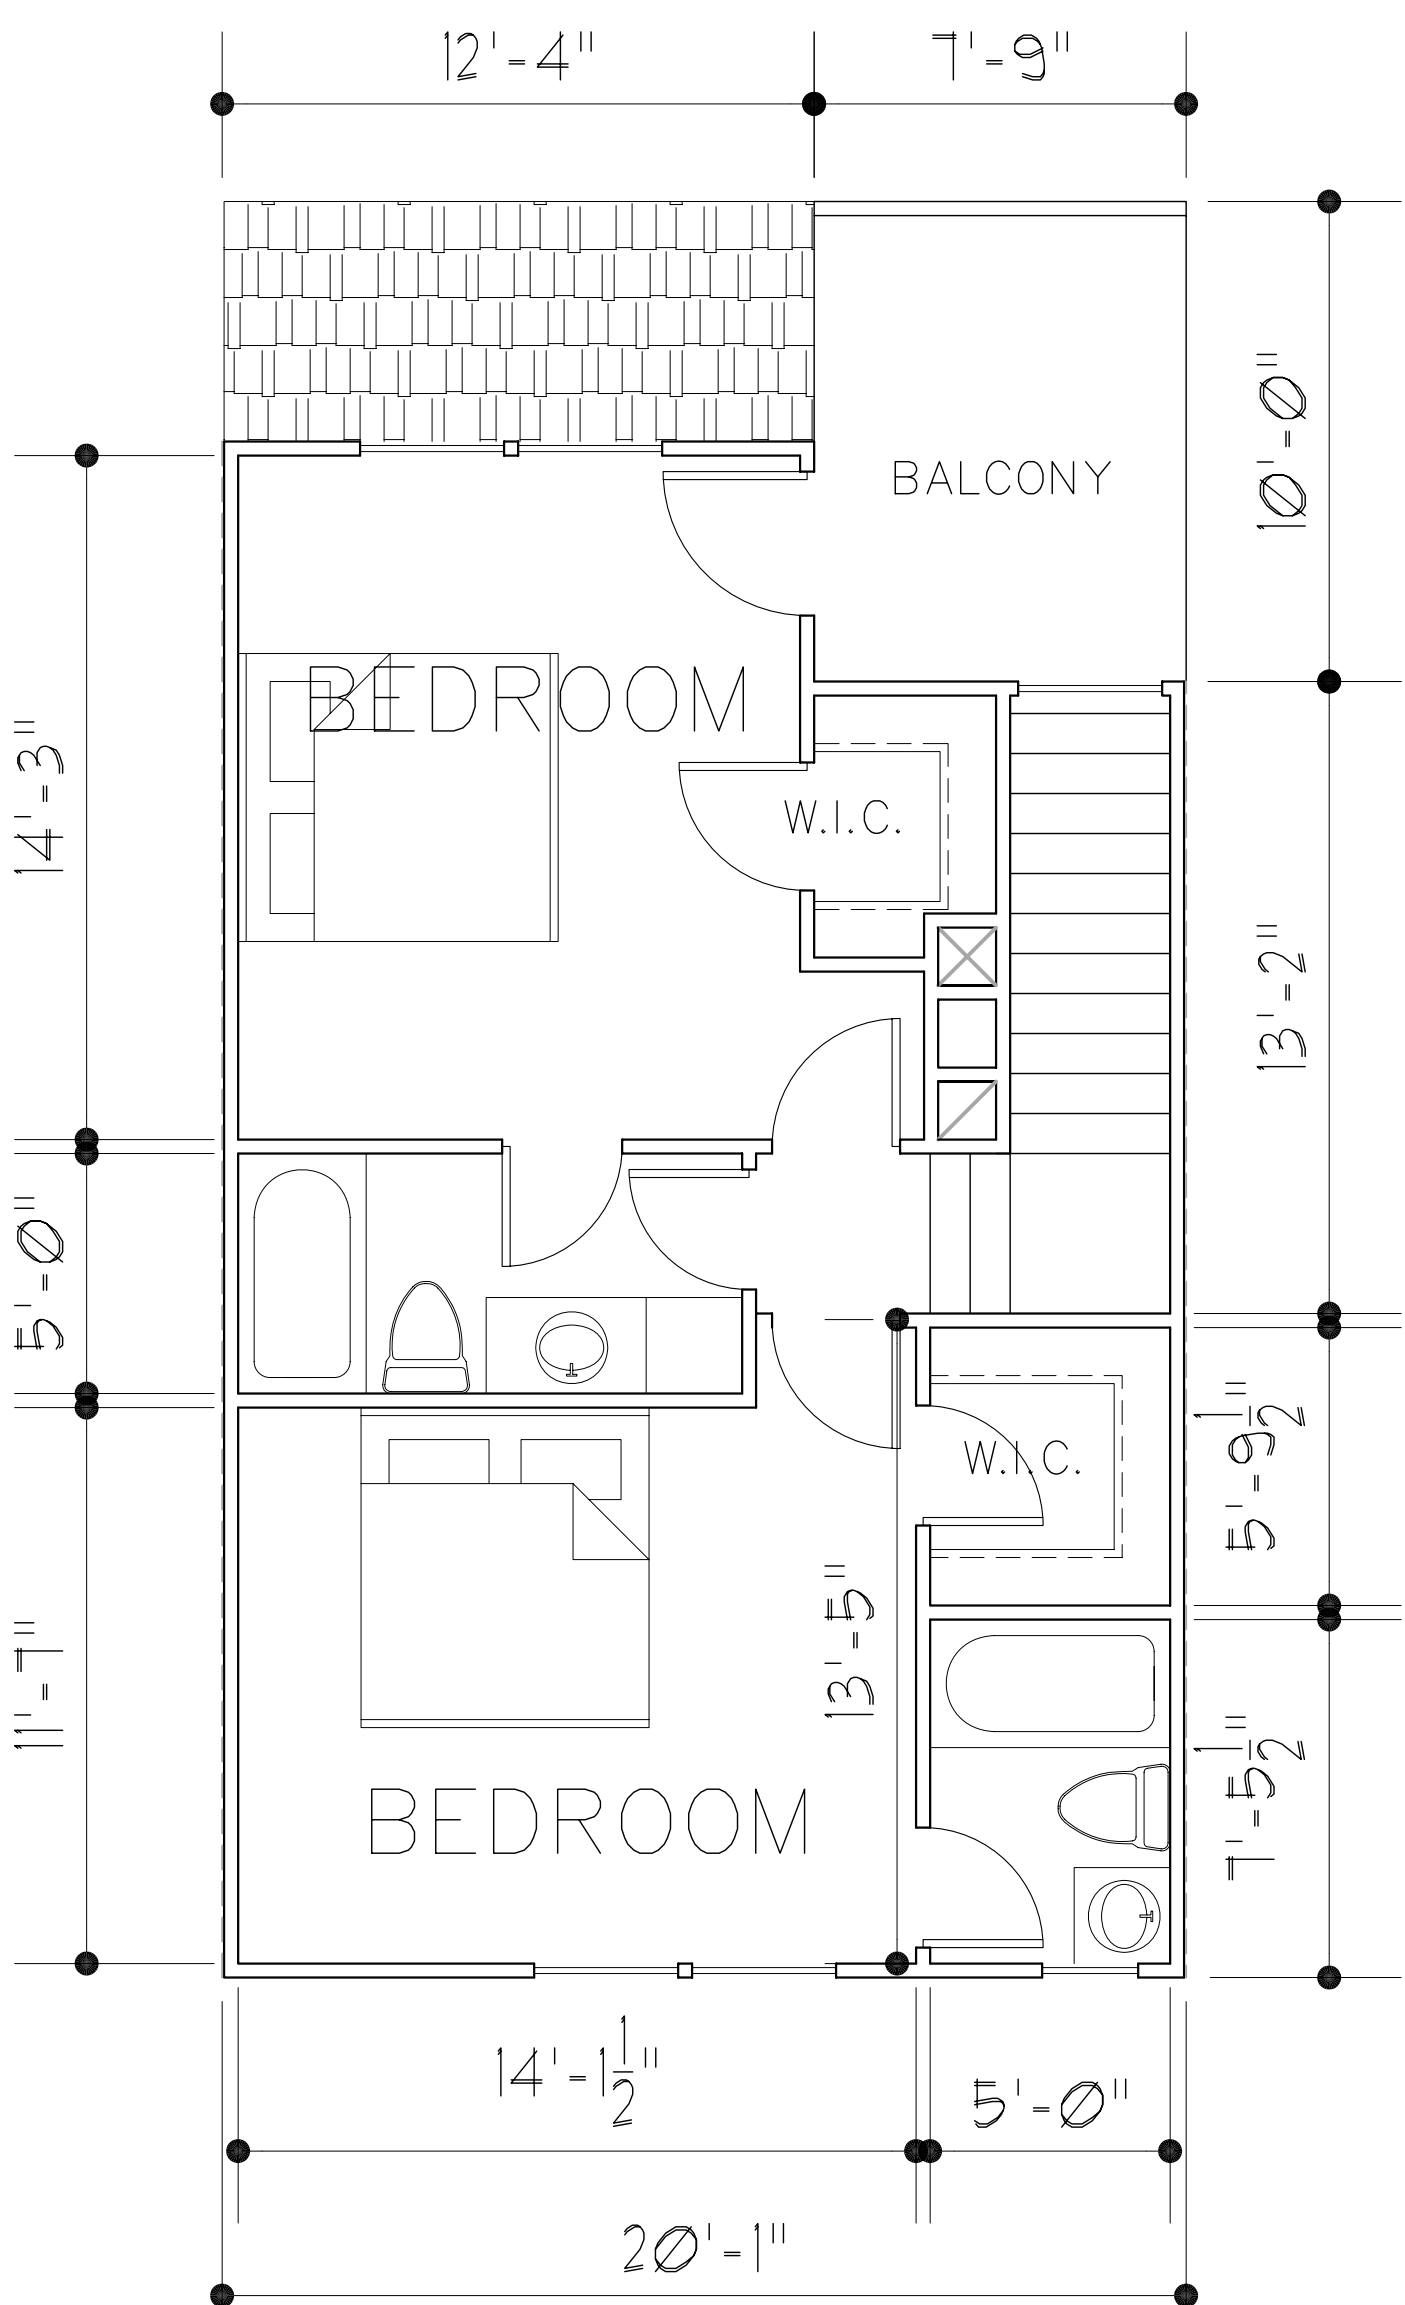 12'-4" 7'-9"
BALCONY
10'-0"
BEDROOM
14'-3"
W.I.C.
13'-2"
5'-0"
W.I.C.
5'-9 1/2"
13'-5"
11'-7"
7'-5 1/2"
BEDROOM
14'-1 1/2"
5'-0"
20'-1"